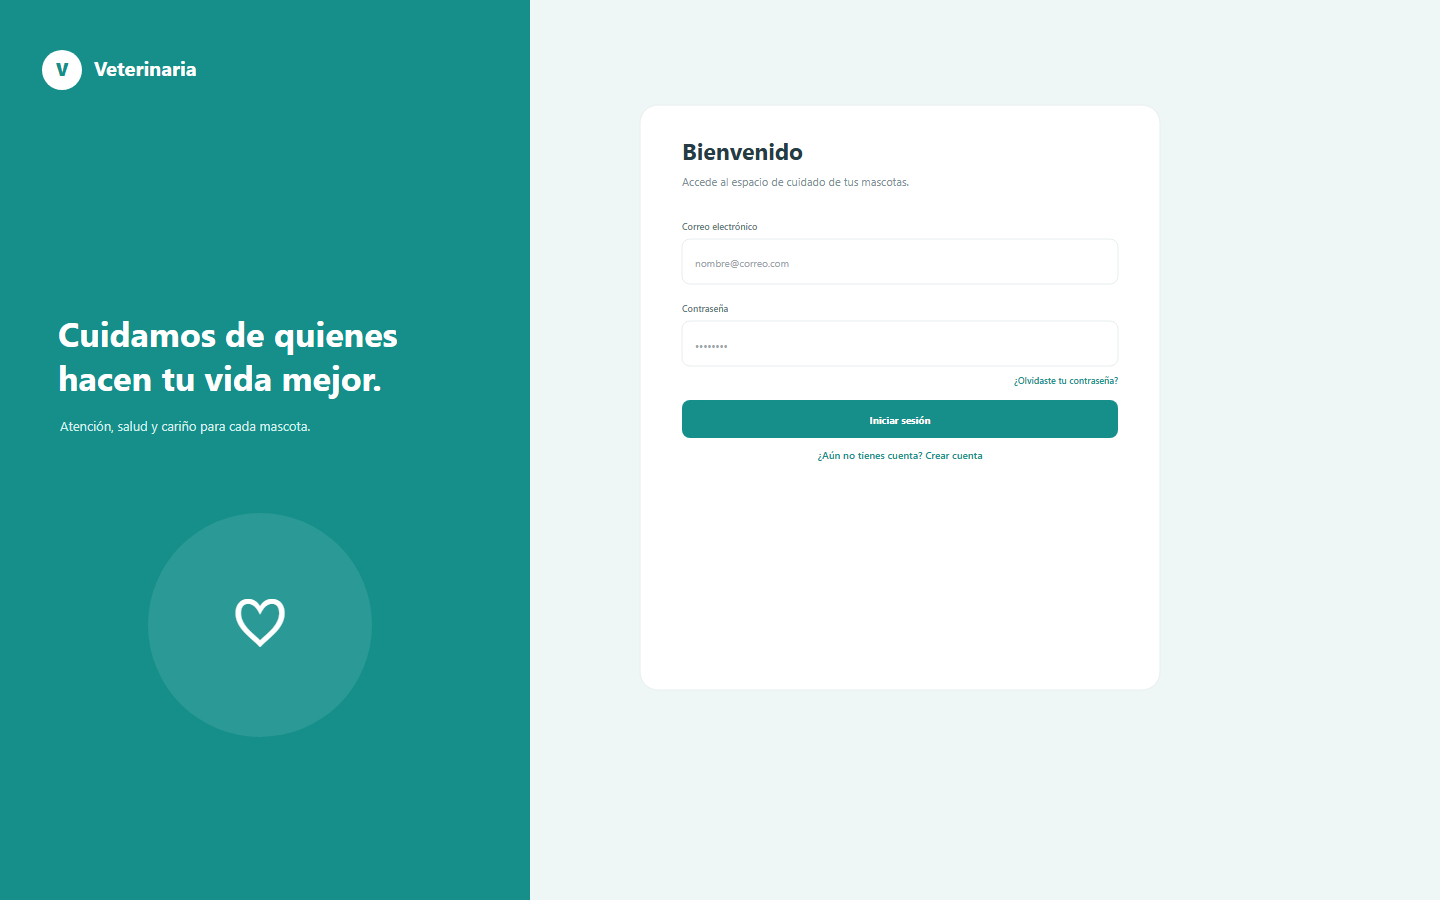 V Veterinaria
Cuidamos de quienes
hacen tu vida mejor.
Atención, salud y cariño para cada mascota.
Bienvenido
Accede al espacio de cuidado de tus mascotas.
Correo electrónico
nombre@correo.com
Contraseña
••••••••
¿Olvidaste tu contraseña?
Iniciar sesión
¿Aún no tienes cuenta? Crear cuenta